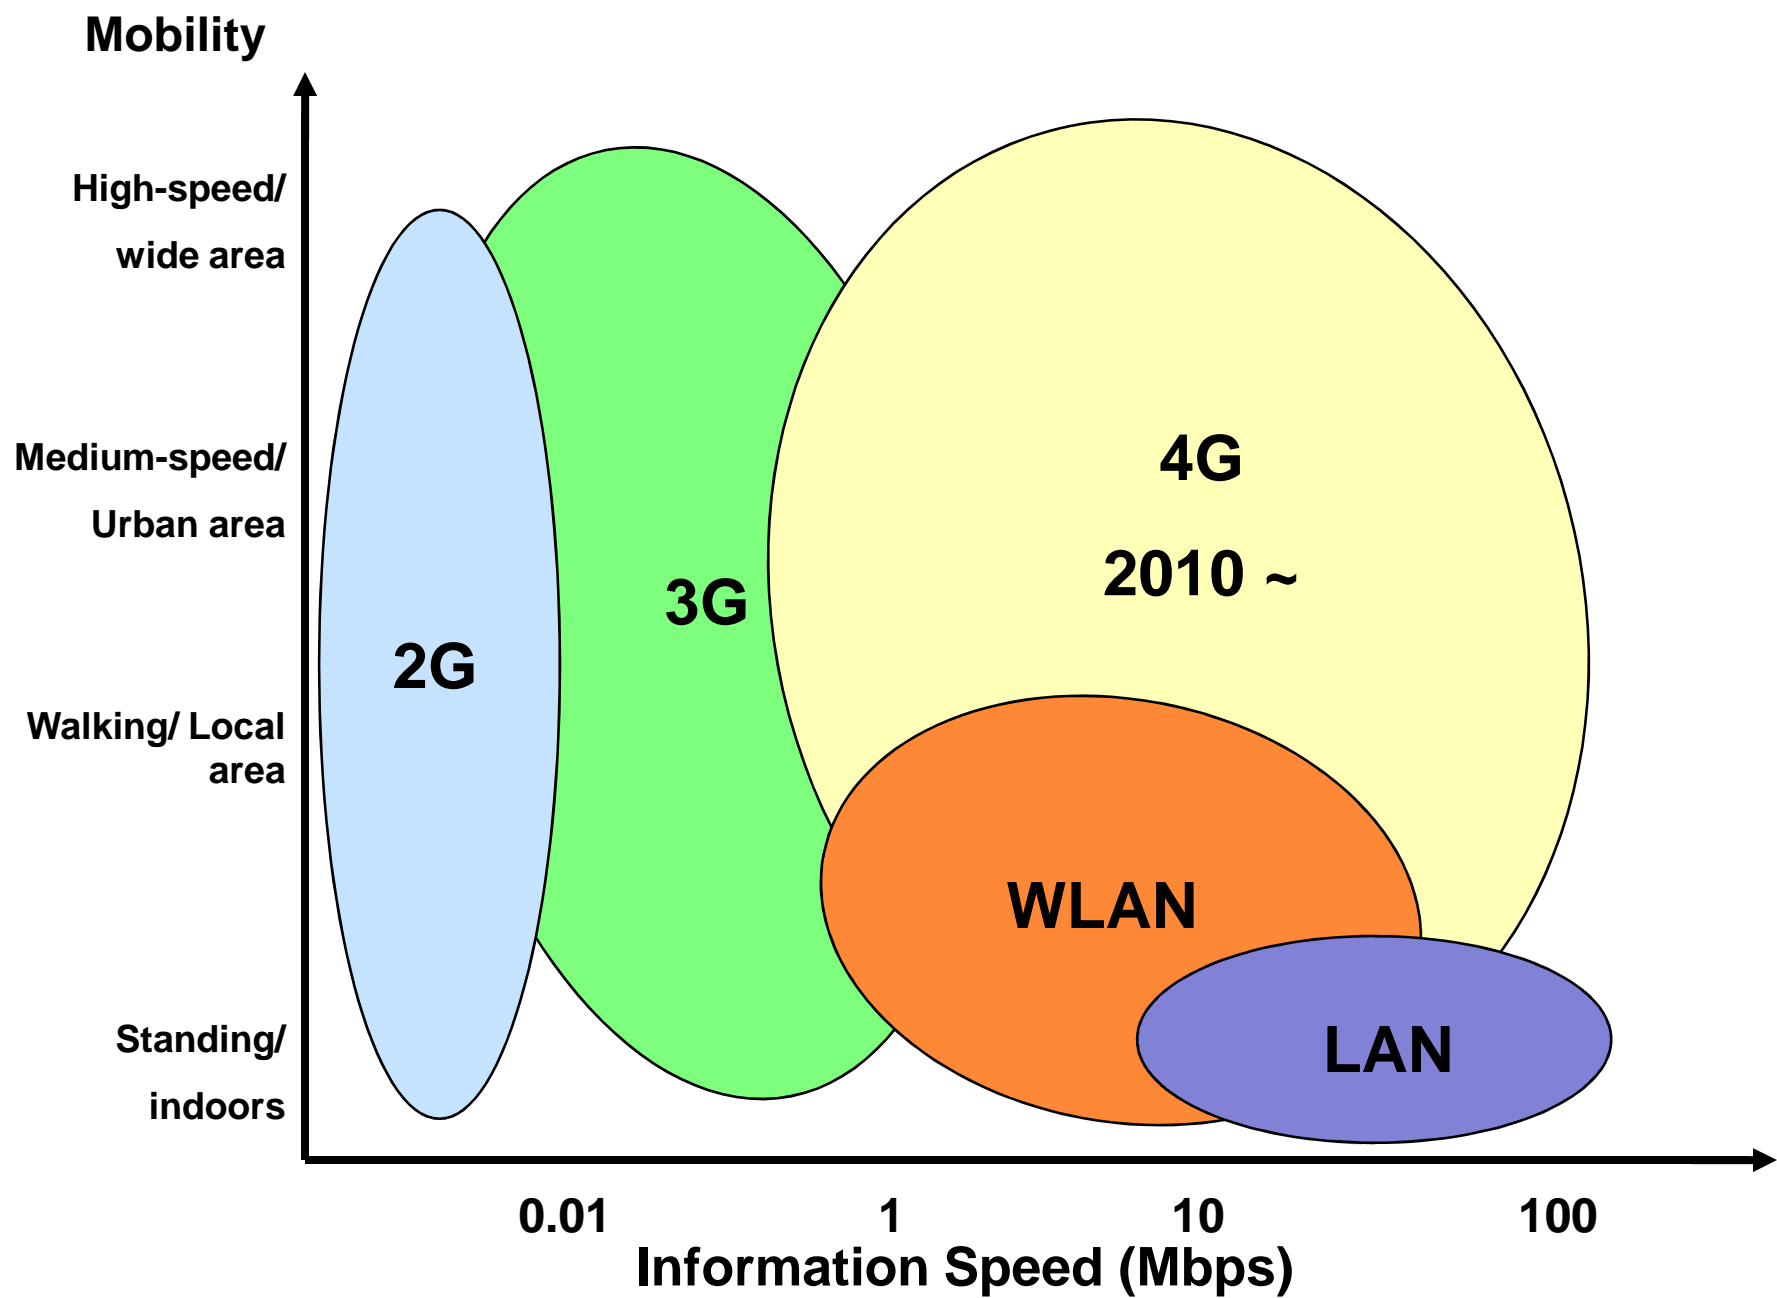 Mobility
High-speed/
wide area
Medium-speed/
Urban area
Walking/ Local
area
Standing/
indoors
2G
3G
4G
2010 ~
WLAN
LAN
0.01 1 10 100
Information Speed (Mbps)